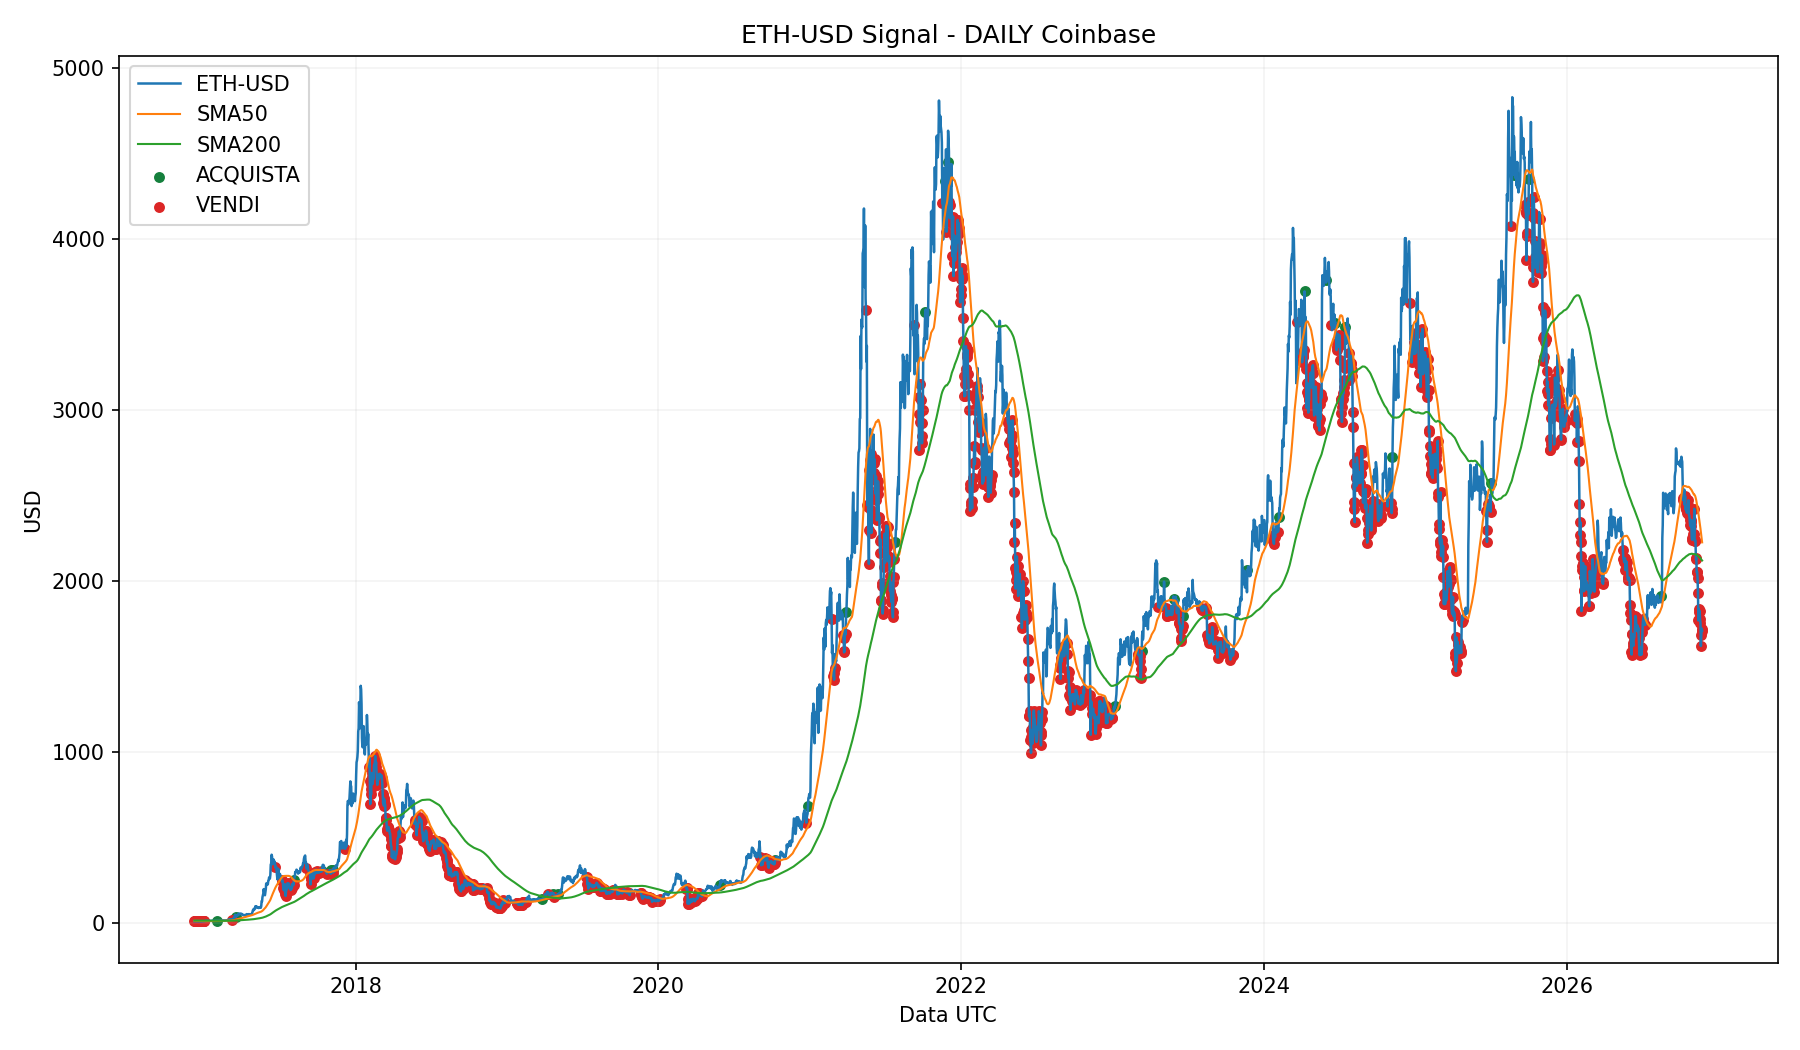 ETH-USD Signal - DAILY Coinbase
ETH-USD
SMA50
SMA200
ACQUISTA
VENDI
5000
4000
3000
2000
1000
0
USD
2018
2020
2022
2024
2026
Data UTC